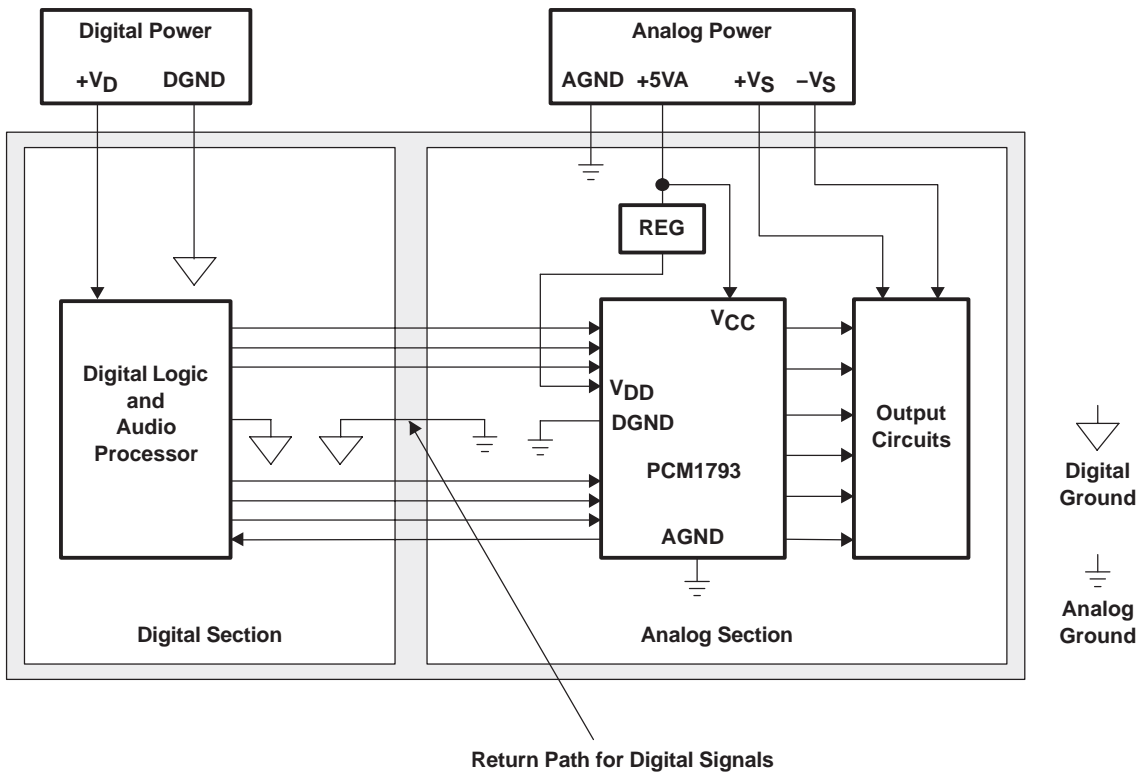 Digital Power
+VD DGND
Analog Power
AGND +5VA +VS –VS
REG
VCC
VDD
DGND
PCM1793
AGND
Digital Logic
and
Audio
Processor
Output
Circuits
Digital
Ground
Analog
Ground
Digital Section
Analog Section
Return Path for Digital Signals